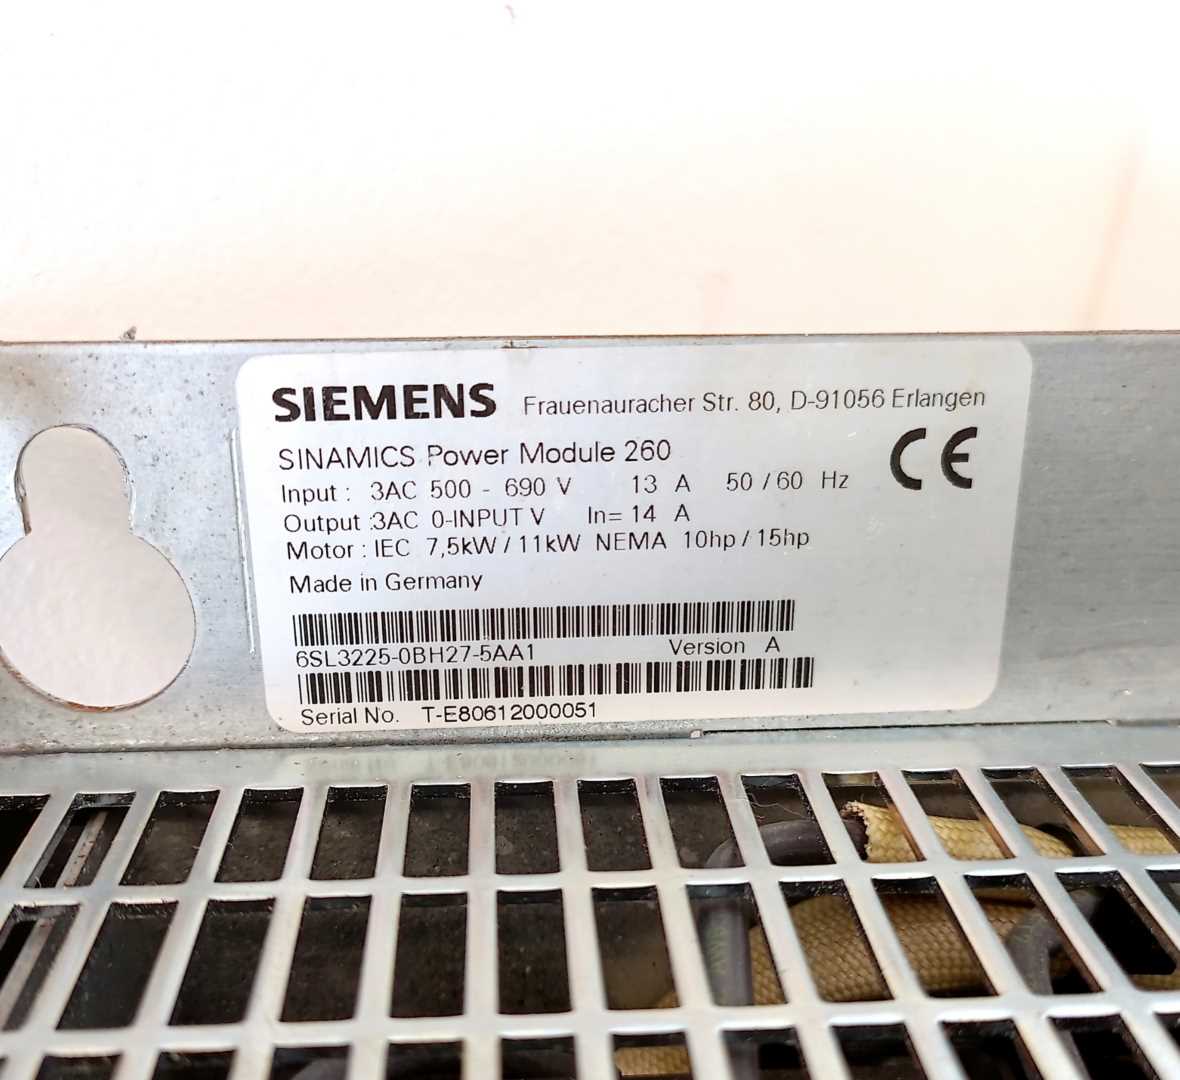 SIEMENS Frauenauracher Str. 80, D-91056 Erlangen
SINAMICS Power Module 260
Input : 3AC 500 - 690 V 13 A 50 / 60 Hz
Output :3AC 0-INPUT V In= 14 A
Motor : IEC 7,5kW / 11kW NEMA 10hp / 15hp
Made in Germany
CE
6SL3225-0BH27-5AA1 Version A
Serial No. T-E80612000051